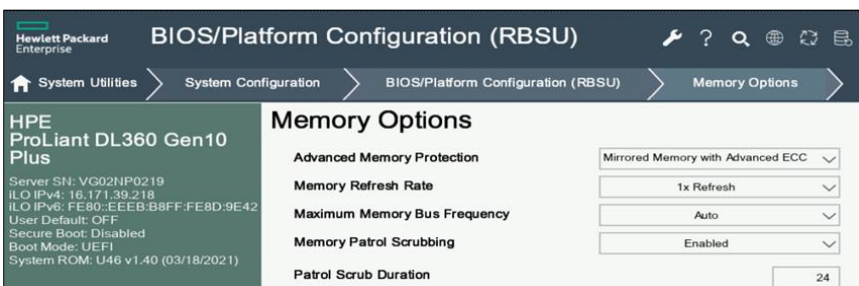 Hewlett Packard
Enterprise
BIOS/Platform Configuration (RBSU)
System Utilities
System Configuration
BIOS/Platform Configuration (RBSU)
Memory Options
HPE
ProLiant DL360 Gen10
Plus
Server SN: VG02NP0219
iLO IPv4: 16.171.39.218
iLO IPv6: FE80::EEEB:B8FF:FE8D:9E42
User Default: OFF
Secure Boot: Disabled
Boot Mode: UEFI
System ROM: U46 v1.40 (03/18/2021)
Memory Options
Advanced Memory Protection Mirrored Memory with Advanced ECC
Memory Refresh Rate 1x Refresh
Maximum Memory Bus Frequency Auto
Memory Patrol Scrubbing Enabled
Patrol Scrub Duration 24